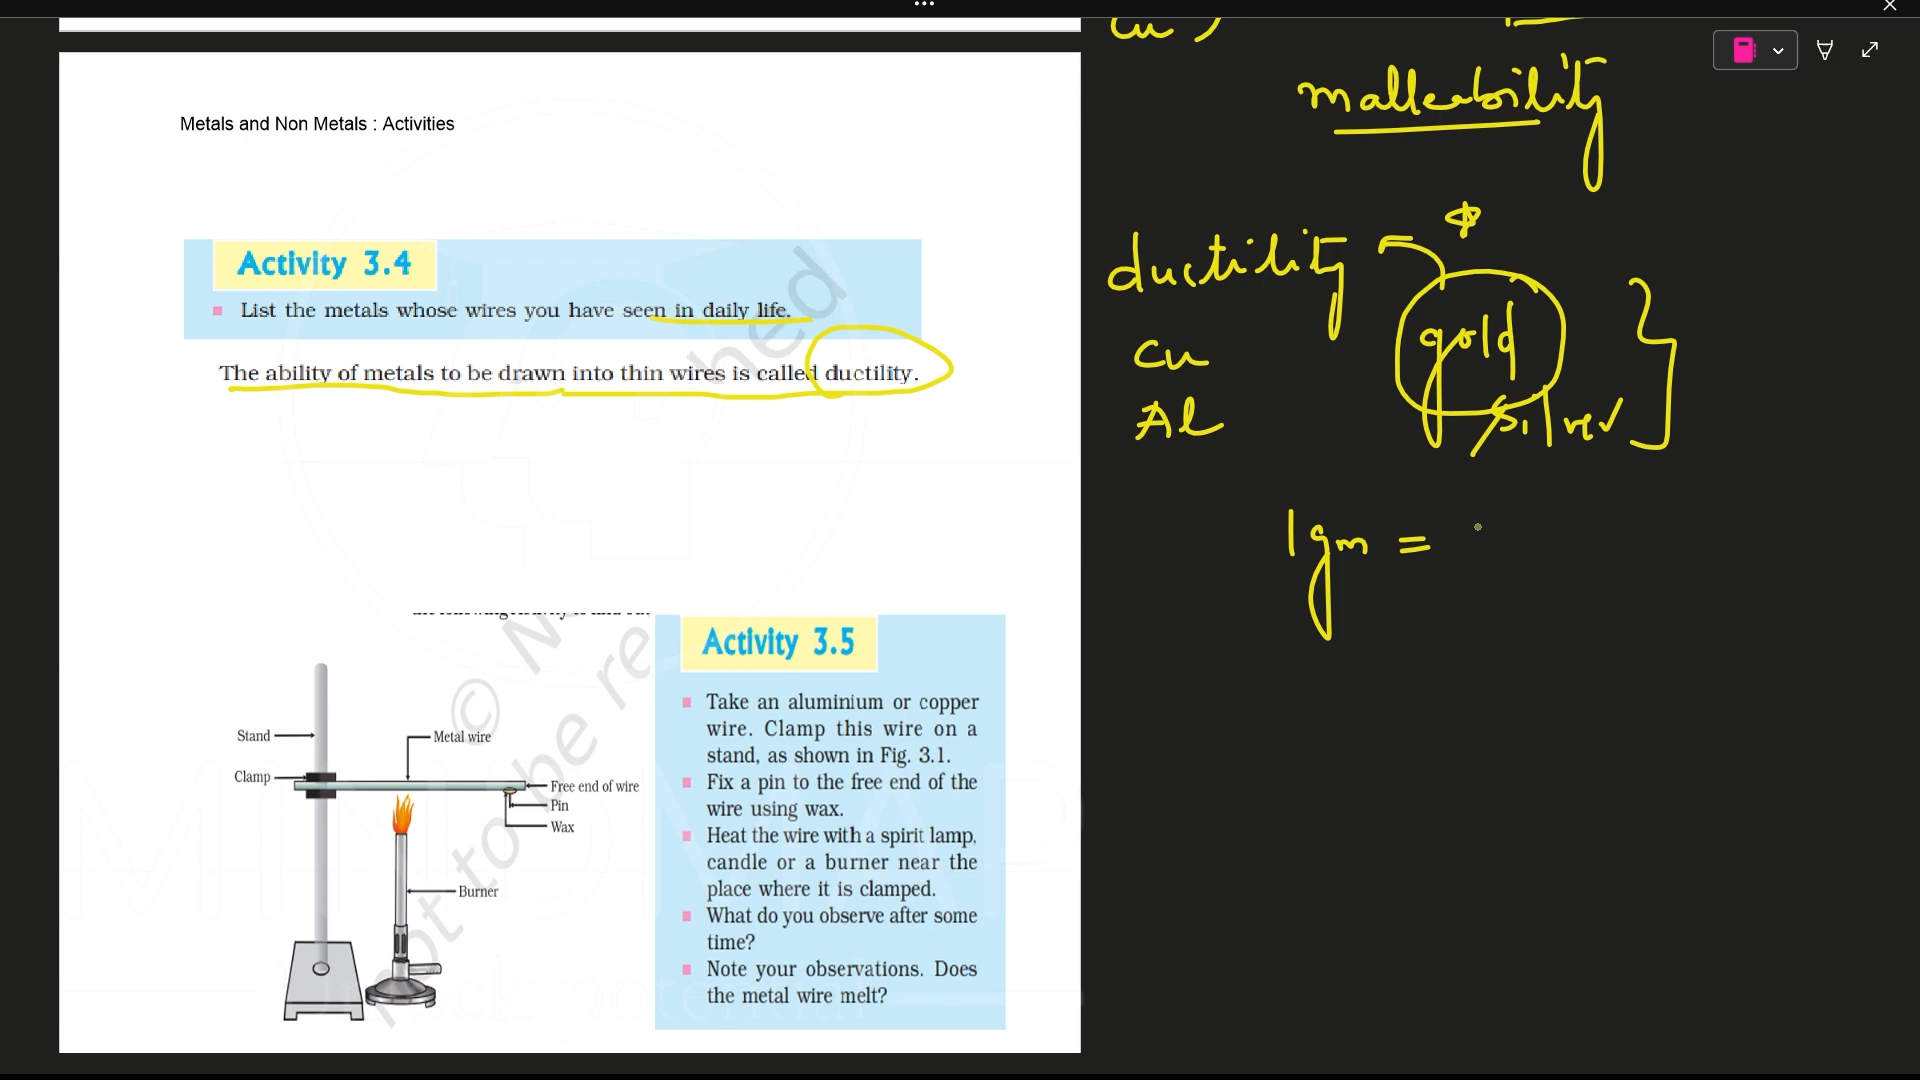 Metals and Non Metals : Activities
Activity 3.4
List the metals whose wires you have seen in daily life.
The ability of metals to be drawn into thin wires is called ductility.
Stand
Clamp
Metal wire
Free end of wire
Pin
Wax
Burner
Activity 3.5
Take an aluminium or copper
wire. Clamp this wire on a
stand, as shown in Fig. 3.1.
Fix a pin to the free end of the
wire using wax.
Heat the wire with a spirit lamp,
candle or a burner near the
place where it is clamped.
What do you observe after some
time?
Note your observations. Does
the metal wire melt?
cu
malleability
ductility
gold
cu
Al
silver
1gm =